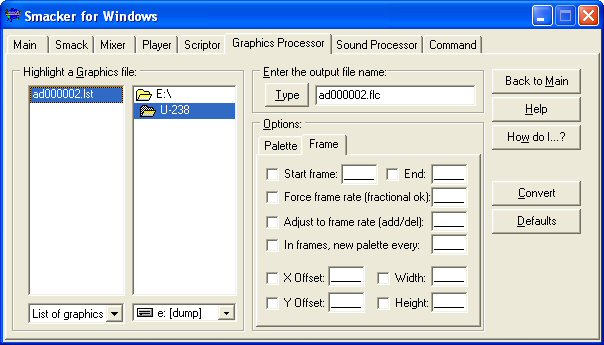 Smacker for Windows
Main Smack Mixer Player Scriptor Graphics Processor Sound Processor Command
Highlight a Graphics file:
ad000002.lst
E:\
U-238
List of graphics
e: [dump]
Enter the output file name:
Type ad000002.flc
Options:
Palette Frame
Start frame: End:
Force frame rate (fractional ok):
Adjust to frame rate (add/del):
In frames, new palette every:
X Offset: Width:
Y Offset: Height:
Back to Main
Help
How do I...?
Convert
Defaults